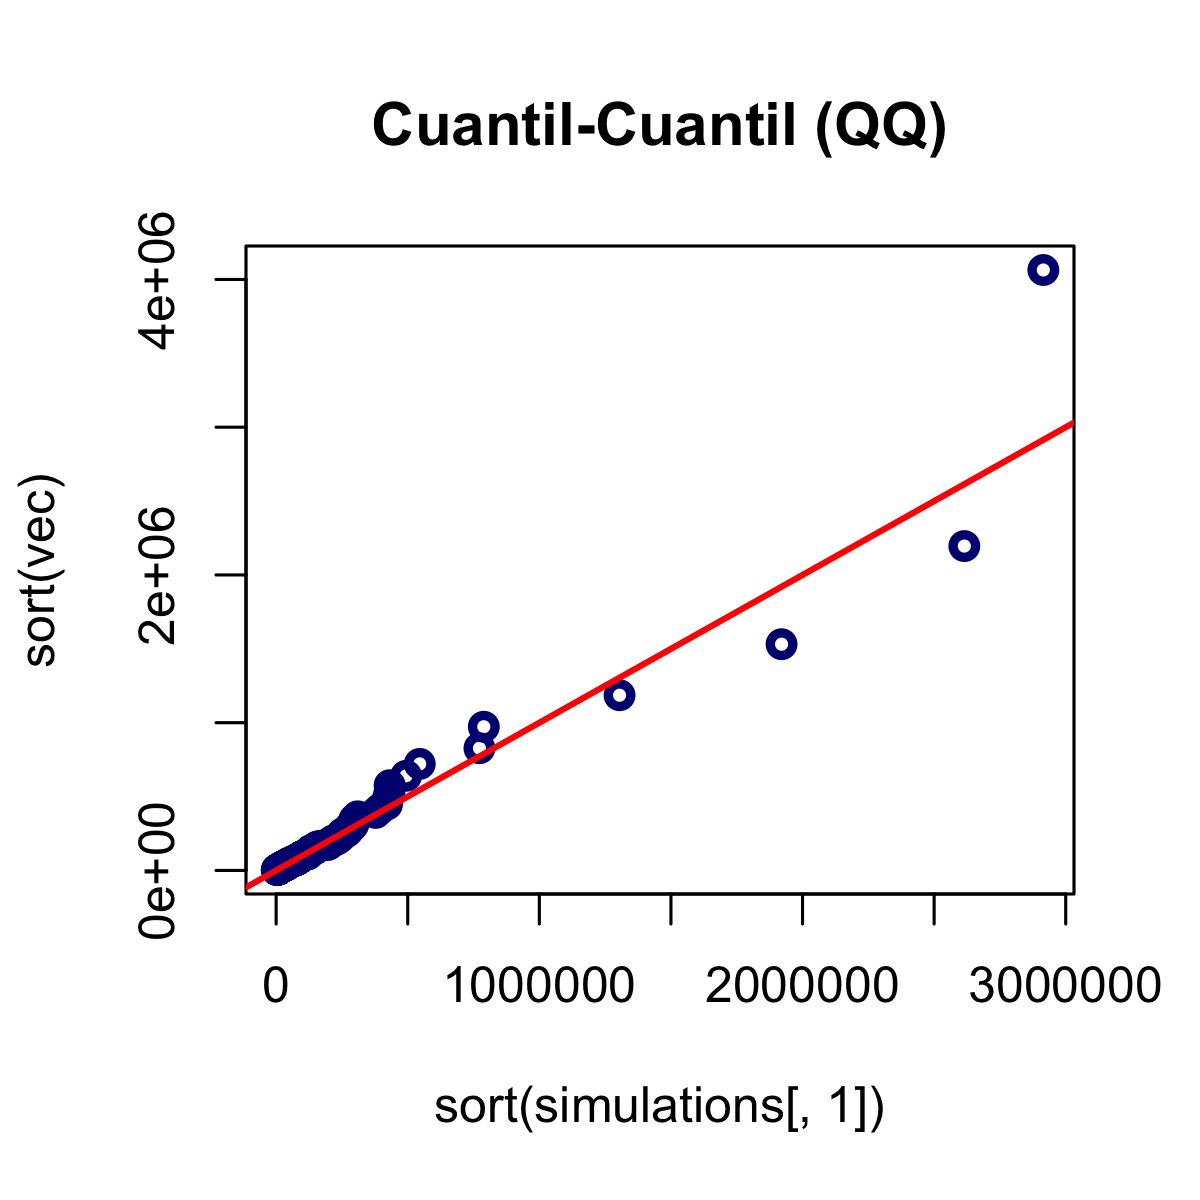 Cuantil-Cuantil (QQ)
sort(vec)
4e+06
2e+06
0e+00
0 1000000 2000000 3000000
sort(simulations[, 1])